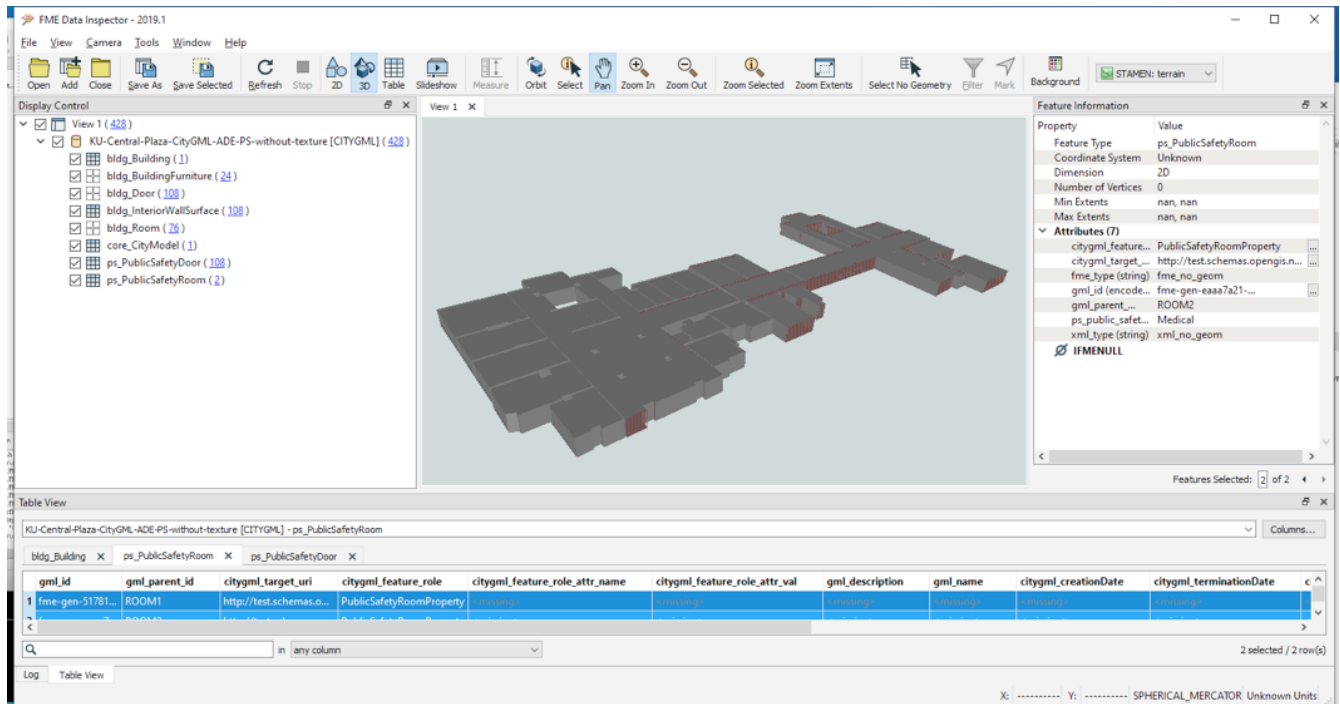 FME Data Inspector - 2019.1
File View Camera Tools Window Help
Open Add Close Save As Save Selected Refresh Stop 2D 3D Table Slideshow Measure Orbit Select Pan Zoom In Zoom Out Zoom Selected Zoom Extents Select No Geometry Filter Mark Background STAMEN: terrain
Display Control
View 1 (428)
KU-Central-Plaza-CityGML-ADE-PS-without-texture [CITYGML] (428)
bldg_Building (1)
bldg_BuildingFurniture (24)
bldg_Door (108)
bldg_InteriorWallSurface (108)
bldg_Room (76)
core_CityModel (1)
ps_PublicSafetyDoor (108)
ps_PublicSafetyRoom (2)
View 1
Feature Information
Property Value
Feature Type ps_PublicSafetyRoom
Coordinate System Unknown
Dimension 2D
Number of Vertices 0
Min Extents nan, nan
Max Extents nan, nan
Attributes (7)
citygml_feature... PublicSafetyRoomProperty ...
citygml_target_... http://test.schemas.opengis.n... ...
fme_type (string) fme_no_geom
gml_id (encode... fme-gen-eaaa7a21-... ...
gml_parent_... ROOM2
ps_public_safet... Medical
xml_type (string) xml_no_geom
IFMENULL
Features Selected: 2 of 2
Table View
KU-Central-Plaza-CityGML-ADE-PS-without-texture [CITYGML] - ps_PublicSafetyRoom
Columns...
bldg_Building ps_PublicSafetyRoom ps_PublicSafetyDoor
gml_id gml_parent_id citygml_target_uri citygml_feature_role citygml_feature_role_attr_name citygml_feature_role_attr_val gml_description gml_name citygml_creationDate citygml_terminationDate c
1 fme-gen-51781... ROOM1 http://test.schemas.o... PublicSafetyRoomProperty <missing> <missing> <missing> <missing> <missing> <missing>
in any column
2 selected / 2 row(s)
Log Table View
X: ---------- Y: ---------- SPHERICAL_MERCATOR Unknown Units